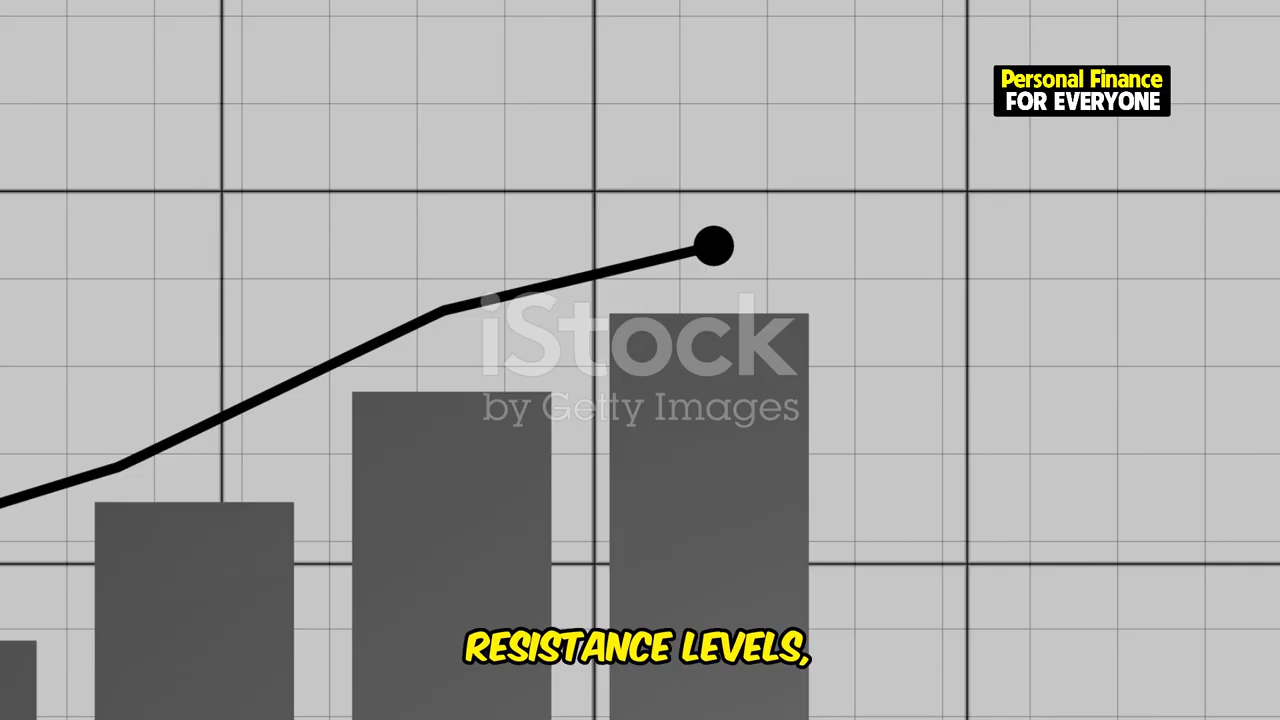 Personal Finance
FOR EVERYONE
iStock
by Getty Images
RESISTANCE LEVELS,